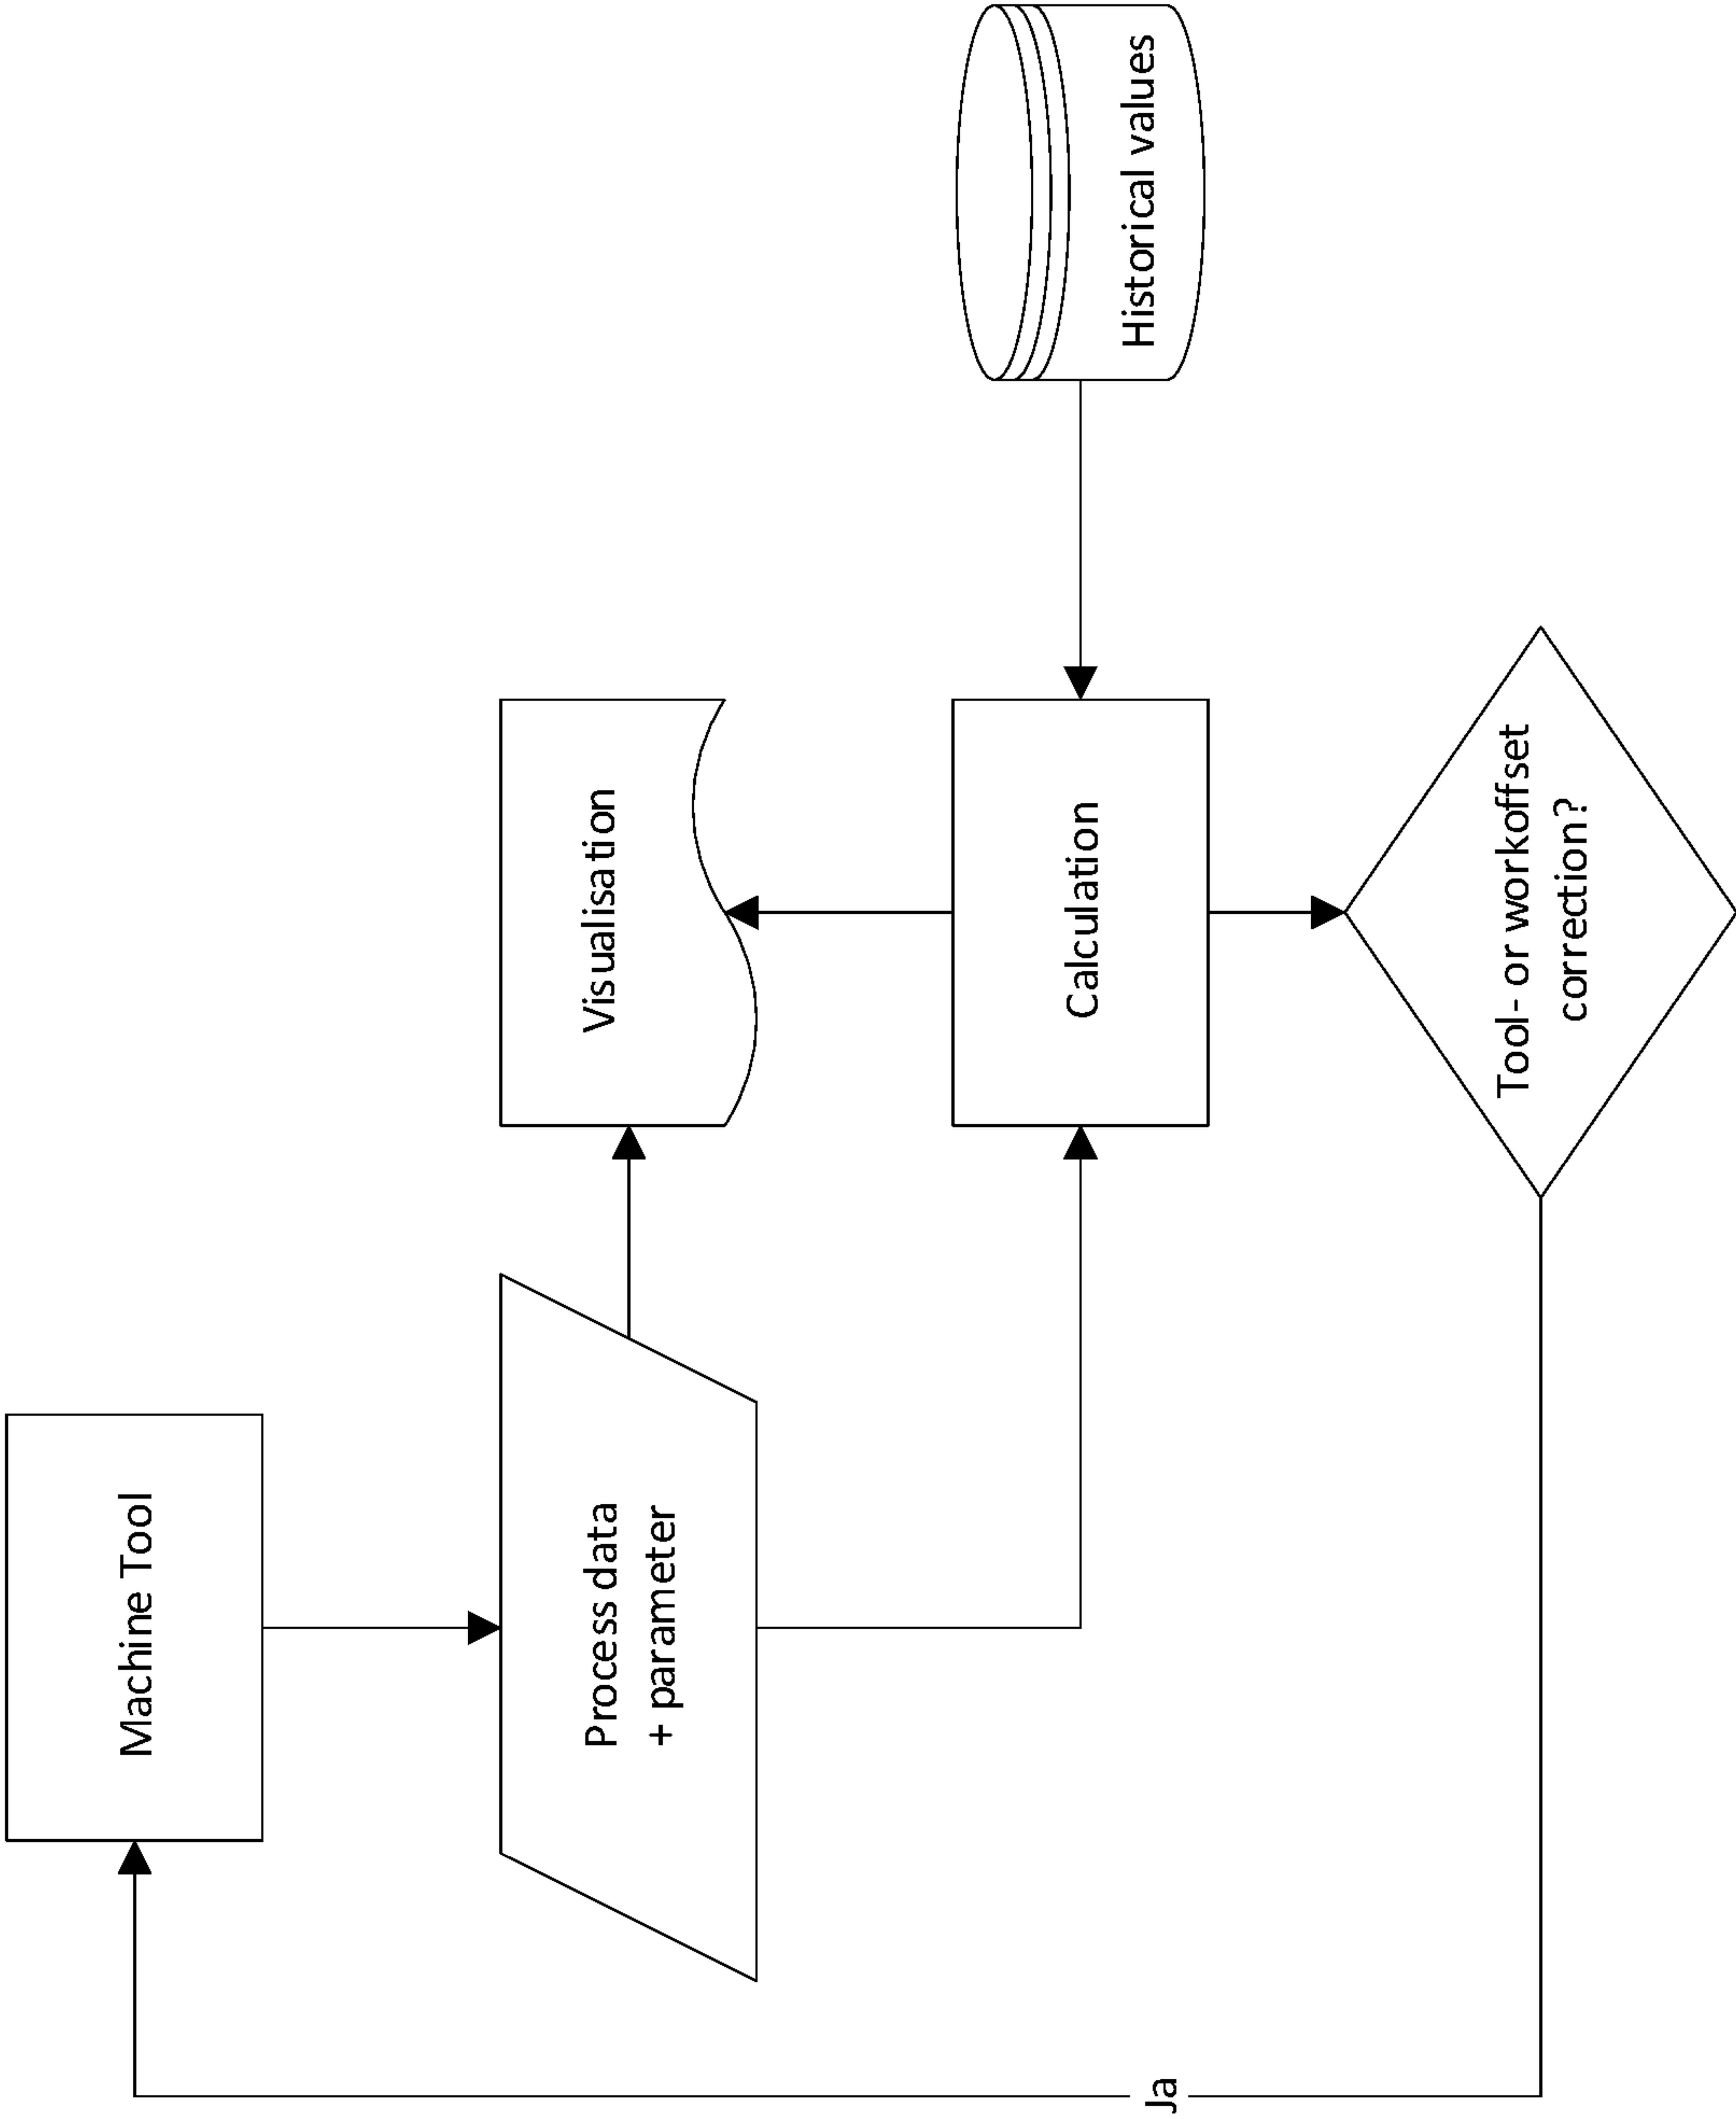 Machine Tool
Process data
+ parameter
Visualisation
Calculation
Historical values
Tool- or workoffset
correction?
Ja